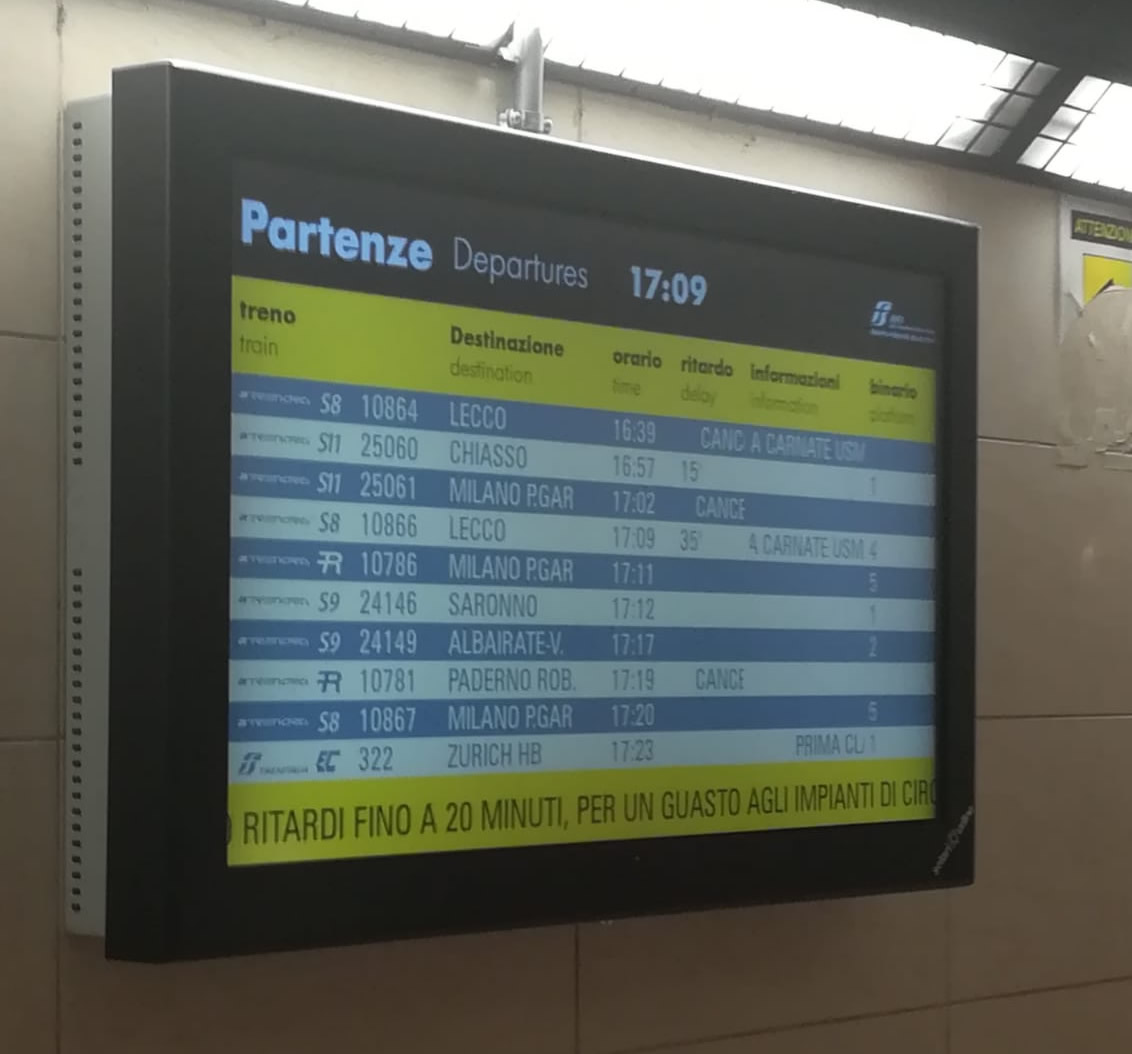 Partenze Departures 17:09
treno Destinazione orario ritardo informazioni binario
train destination time delay information platform
S8 10864 LECCO 16:39 CANC A CARNATE USM
S11 25060 CHIASSO 16:57 15' 1
S11 25061 MILANO P.GAR 17:02 CANCE
S8 10866 LECCO 17:09 35' A CARNATE USM 4
R 10786 MILANO P.GAR 17:11 5
S9 24146 SARONNO 17:12 1
S9 24149 ALBAIRATE-V. 17:17 2
R 10781 PADERNO ROB. 17:19 CANCE
S8 10867 MILANO P.GAR 17:20 5
EC 322 ZURICH HB 17:23 PRIMA CL/ 1
) RITARDI FINO A 20 MINUTI, PER UN GUASTO AGLI IMPIANTI DI CIRC
ATTENZION